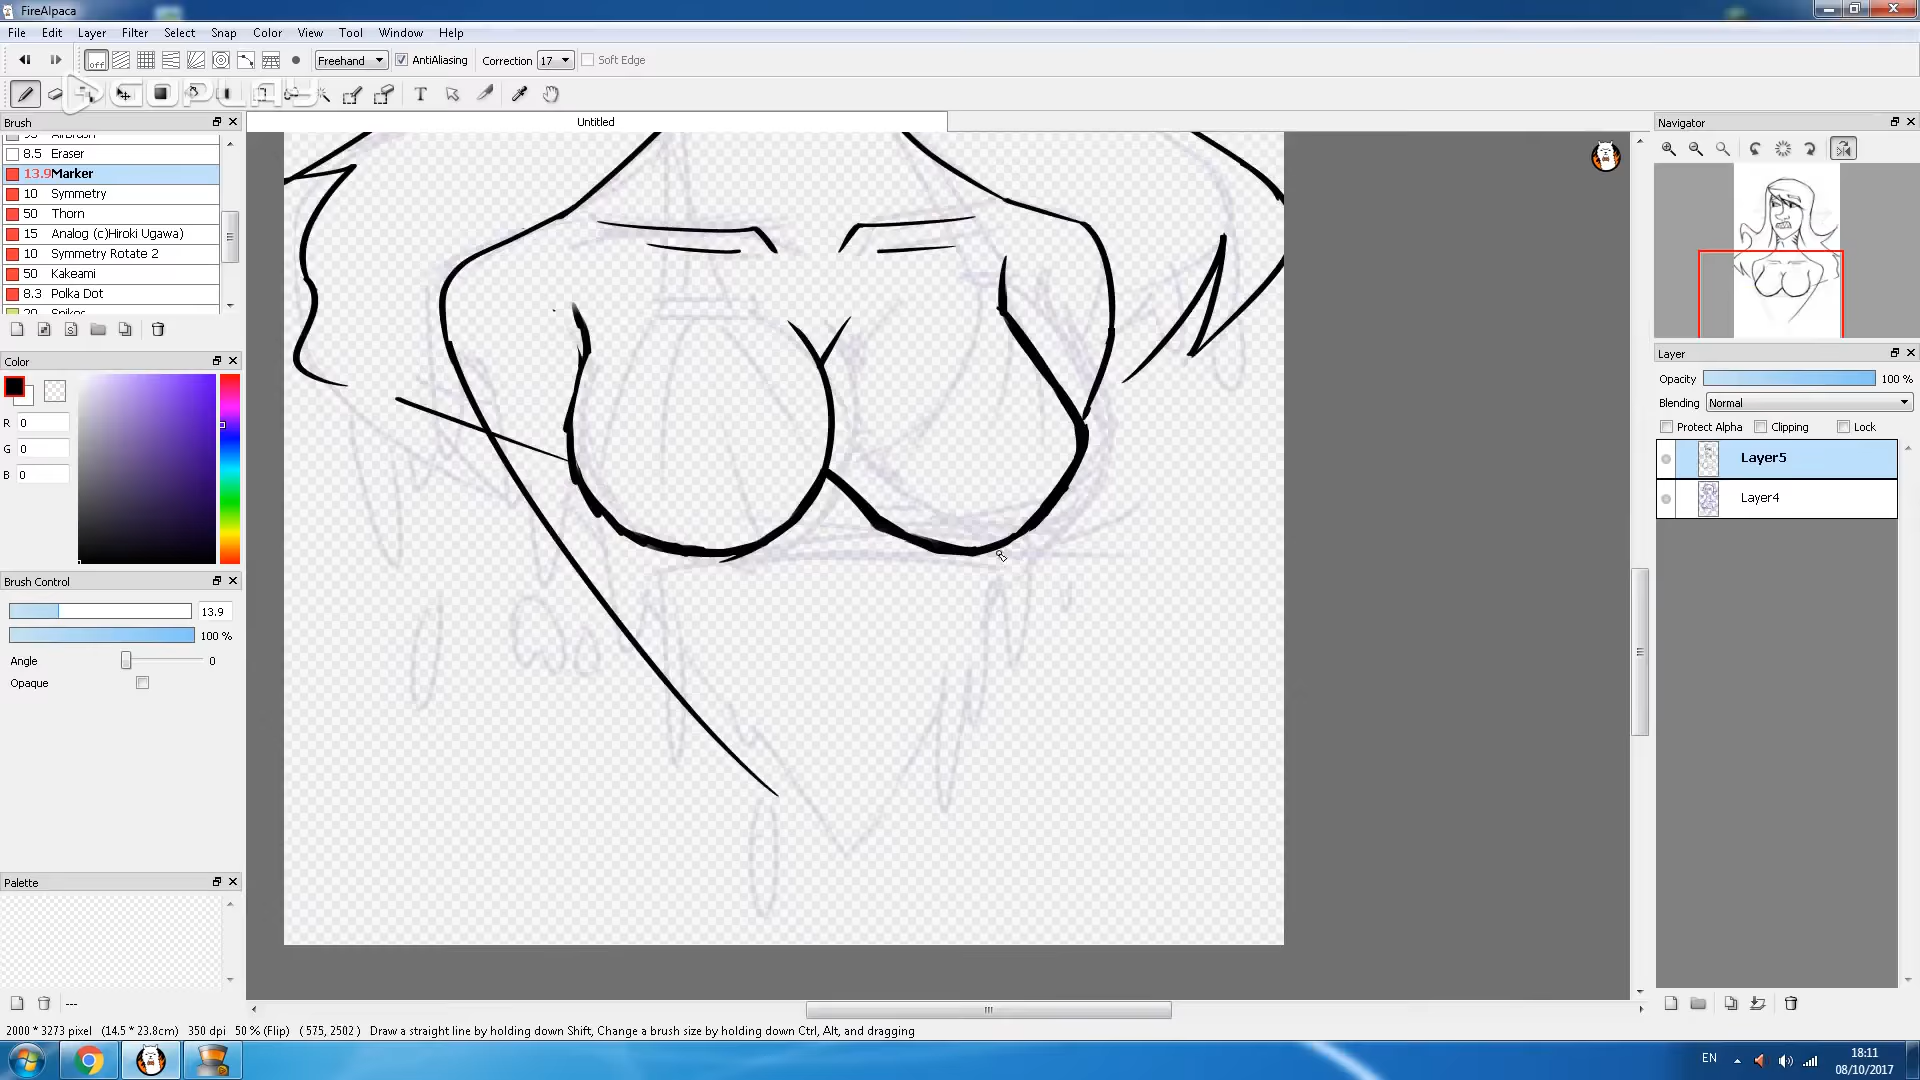 FireAlpaca
File Edit Layer Filter Select Snap Color View Tool Window Help
off Freehand AntiAliasing Correction 17 Soft Edge
GOPLAY
T
Brush
Untitled
Navigator
8.5 Eraser
13.9 Marker
10 Symmetry
50 Thorn
15 Analog (c)Hiroki Ugawa)
10 Symmetry Rotate 2
50 Kakeami
8.3 Polka Dot
Color
R 0
G 0
B 0
Brush Control
13.9
100 %
Angle 0
Opaque
Palette
---
Layer
Opacity 100 %
Blending Normal
Protect Alpha Clipping Lock
Layer5
Layer4
2000 * 3273 pixel (14.5 * 23.8cm) 350 dpi 50 % (Flip) ( 575, 2502 ) Draw a straight line by holding down Shift, Change a brush size by holding down Ctrl, Alt, and dragging
EN
18:11
08/10/2017